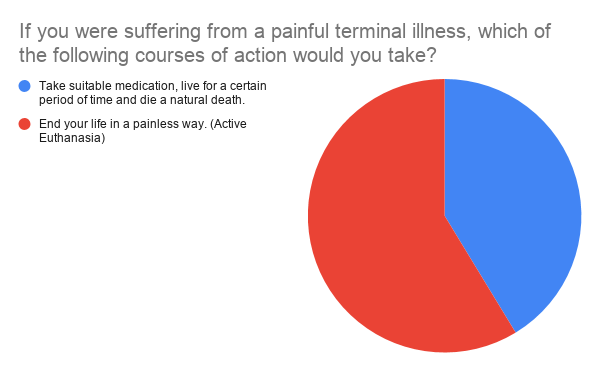 If you were suffering from a painful terminal illness, which of
the following courses of action would you take?
Take suitable medication, live for a certain
period of time and die a natural death.
End your life in a painless way. (Active
Euthanasia)